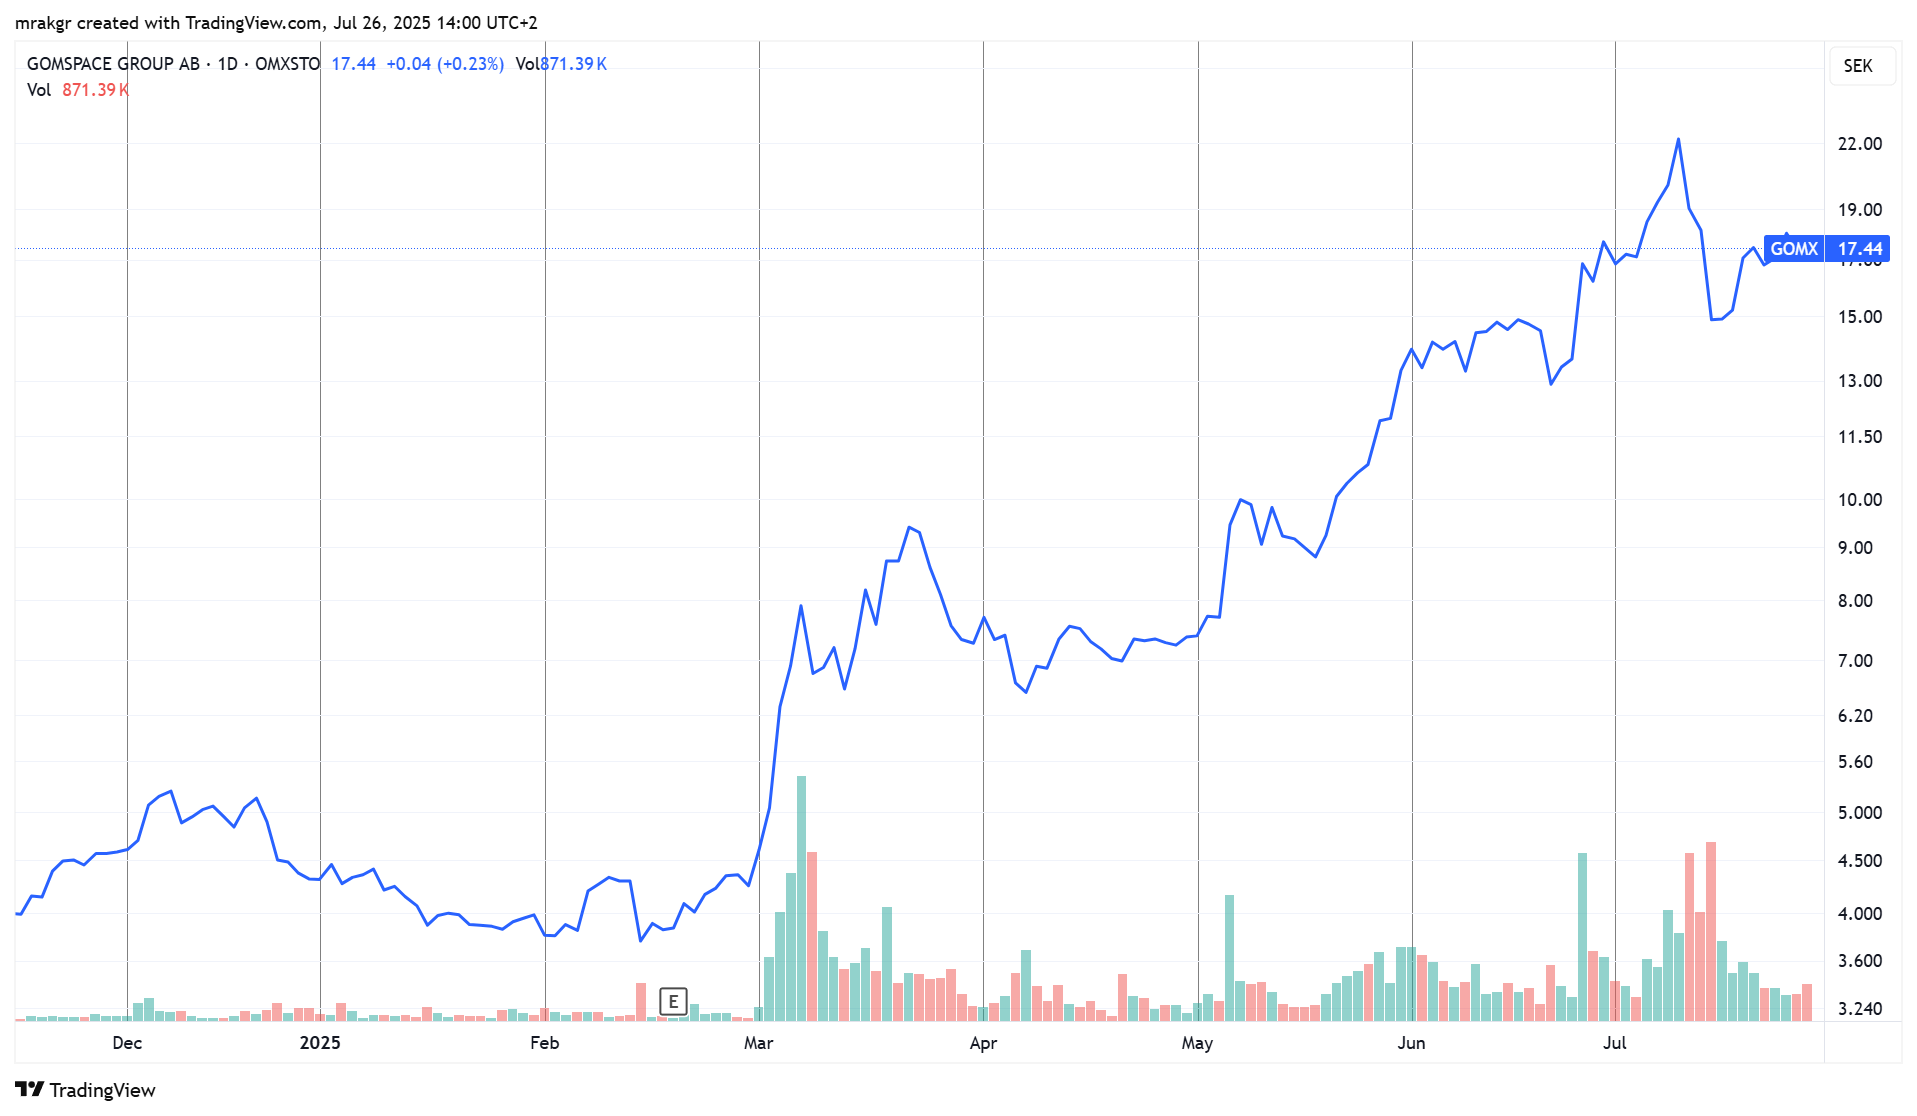 mrakgr created with TradingView.com, Jul 26, 2025 14:00 UTC+2
GOMSPACE GROUP AB · 1D · OMXSTO 17.44 +0.04 (+0.23%) Vol871.39 K
Vol 871.39 K
SEK
22.00
19.00
GOMX 17.44
17.00
15.00
13.00
11.50
10.00
9.00
8.00
7.00
6.20
5.60
5.000
4.500
4.000
3.600
3.240
E
Dec 2025 Feb Mar Apr May Jun Jul
TradingView